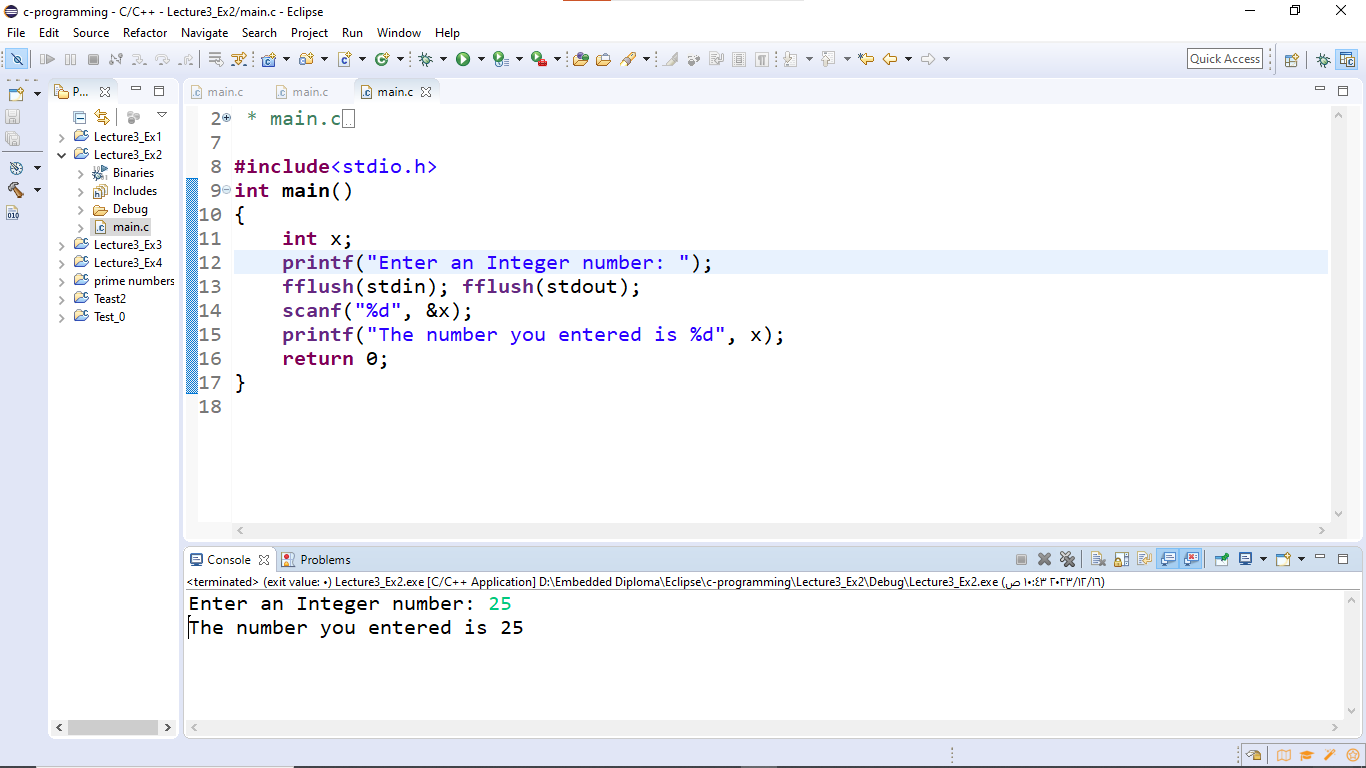 c-programming - C/C++ - Lecture3_Ex2/main.c - Eclipse
File Edit Source Refactor Navigate Search Project Run Window Help
Quick Access
P...
main.c
main.c
main.c
Lecture3_Ex1
Lecture3_Ex2
Binaries
Includes
Debug
main.c
Lecture3_Ex3
Lecture3_Ex4
prime numbers
Teast2
Test_0
2 * main.c
7
8 #include<stdio.h>
9 int main()
10 {
11     int x;
12     printf("Enter an Integer number: ");
13     fflush(stdin); fflush(stdout);
14     scanf("%d", &x);
15     printf("The number you entered is %d", x);
16     return 0;
17 }
18
Console Problems
<terminated> (exit value: ٠) Lecture3_Ex2.exe [C/C++ Application] D:\Embedded Diploma\Eclipse\c-programming\Lecture3_Ex2\Debug\Lecture3_Ex2.exe (٢٠٢٣/١٢/١٦ ١٠:٤٣ ص)
Enter an Integer number: 25
The number you entered is 25